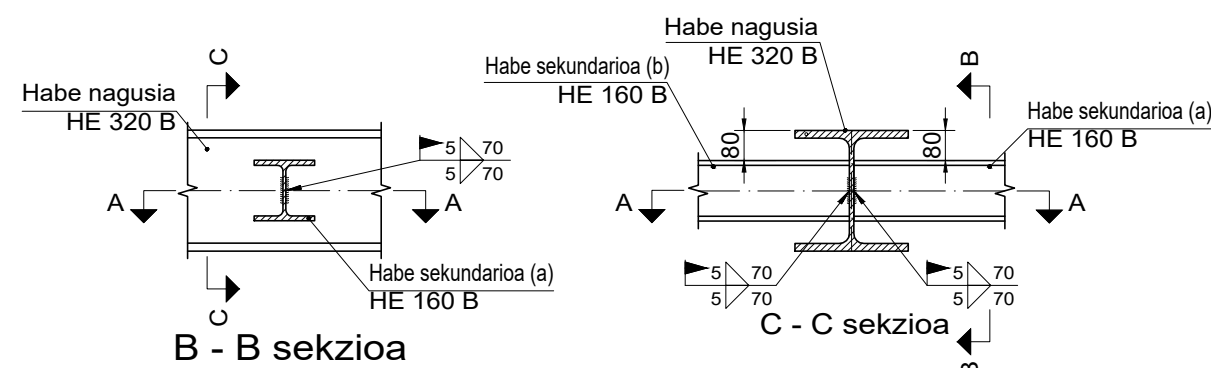 C
Habe nagusia
HE 320 B
5 70
5 70
A
A
Habe sekundarioa (a)
HE 160 B
C
B - B sekzioa
Habe nagusia
HE 320 B
Habe sekundarioa (b)
HE 160 B
B
Habe sekundarioa (a)
HE 160 B
80
80
A
A
5 70
5 70
5 70
5 70
C - C sekzioa
B